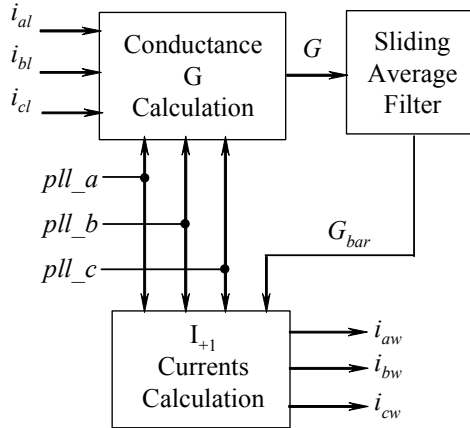 i_al
i_bl
i_cl
Conductance
G
Calculation
G
Sliding
Average
Filter
pll_a
pll_b
pll_c
G_bar
I_+1
Currents
Calculation
i_aw
i_bw
i_cw